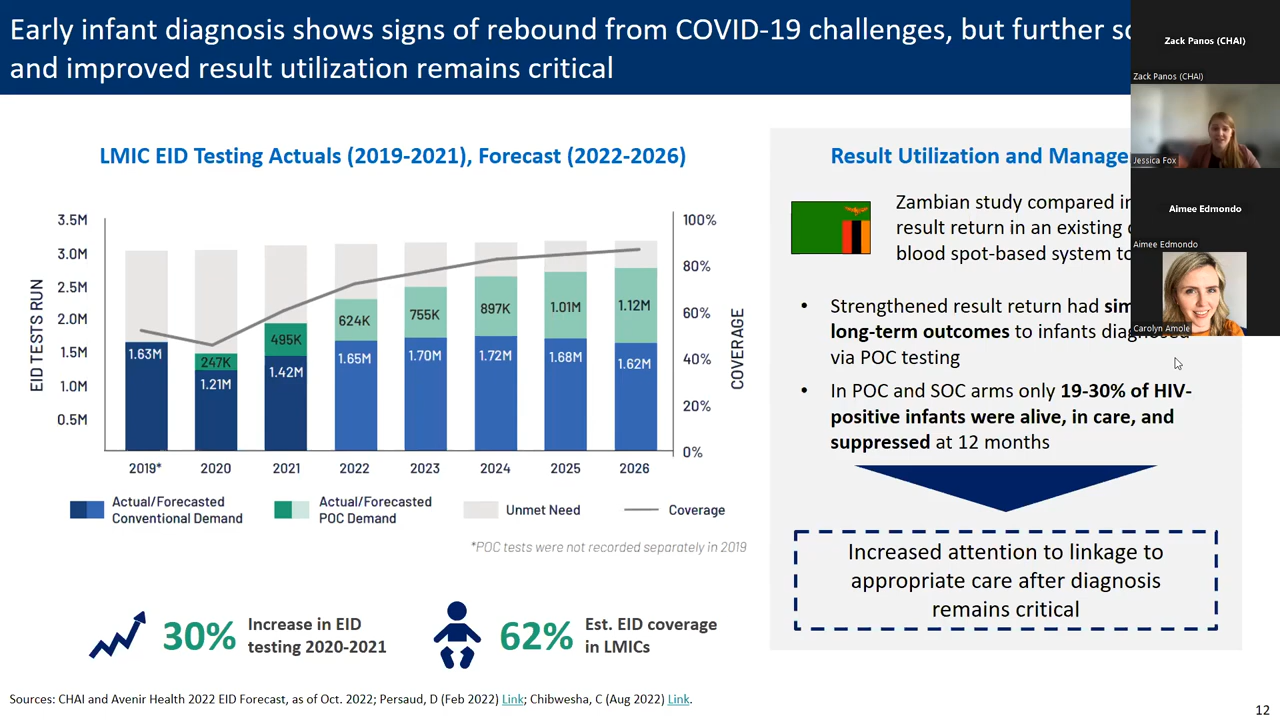 Early infant diagnosis shows signs of rebound from COVID-19 challenges, but further
and improved result utilization remains critical
Zack Panos (CHAI)
Zack Panos (CHAI)
Jessica Fox
Aimee Edmondo
Aimee Edmondo
Carolyn Amole
LMIC EID Testing Actuals (2019-2021), Forecast (2022-2026)
EID TESTS RUN
3.5M
3.0M
2.5M
2.0M
1.5M
1.0M
0.5M
1.63M
247K
1.21M
495K
1.42M
624K
1.65M
755K
1.70M
897K
1.72M
1.01M
1.68M
1.12M
1.62M
100%
80%
60%
40%
20%
0%
COVERAGE
2019* 2020 2021 2022 2023 2024 2025 2026
Actual/Forecasted
Conventional Demand
Actual/Forecasted
POC Demand
Unmet Need
Coverage
*POC tests were not recorded separately in 2019
30%
Increase in EID
testing 2020-2021
62%
Est. EID coverage
in LMICs
Result Utilization and
Zambian study compared
result return in an existing
blood spot-based system
• Strengthened result return had
long-term outcomes to infants diagnosed
via POC testing
• In POC and SOC arms only 19-30% of HIV-
positive infants were alive, in care, and
suppressed at 12 months
Increased attention to linkage to
appropriate care after diagnosis
remains critical
Sources: CHAI and Avenir Health 2022 EID Forecast, as of Oct. 2022; Persaud, D (Feb 2022) Link; Chibwesha, C (Aug 2022) Link.
12